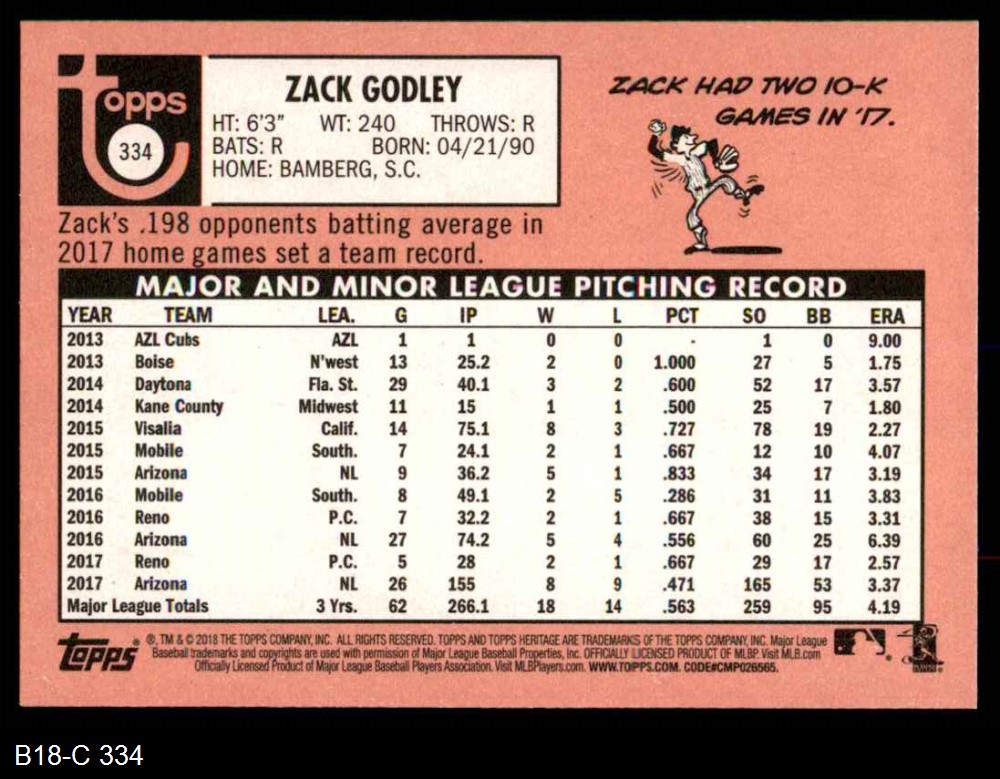 topps
334
ZACK GODLEY
HT: 6'3" WT: 240 THROWS: R
BATS: R BORN: 04/21/90
HOME: BAMBERG, S.C.
ZACK HAD TWO 10-K
GAMES IN '17.
Zack's .198 opponents batting average in
2017 home games set a team record.
MAJOR AND MINOR LEAGUE PITCHING RECORD
YEAR TEAM LEA. G IP W L PCT SO BB ERA
2013 AZL Cubs AZL 1 1 0 0 - 1 0 9.00
2013 Boise N'west 13 25.2 2 0 1.000 27 5 1.75
2014 Daytona Fla. St. 29 40.1 3 2 .600 52 17 3.57
2014 Kane County Midwest 11 15 1 1 .500 25 7 1.80
2015 Visalia Calif. 14 75.1 8 3 .727 78 19 2.27
2015 Mobile South. 7 24.1 2 1 .667 12 10 4.07
2015 Arizona NL 9 36.2 5 1 .833 34 17 3.19
2016 Mobile South. 8 49.1 2 5 .286 31 11 3.83
2016 Reno P.C. 7 32.2 2 1 .667 38 15 3.31
2016 Arizona NL 27 74.2 5 4 .556 60 25 6.39
2017 Reno P.C. 5 28 2 1 .667 29 17 2.57
2017 Arizona NL 26 155 8 9 .471 165 53 3.37
Major League Totals 3 Yrs. 62 266.1 18 14 .563 259 95 4.19
Topps ®, TM & © 2018 THE TOPPS COMPANY, INC. ALL RIGHTS RESERVED. TOPPS AND TOPPS HERITAGE ARE TRADEMARKS OF THE TOPPS COMPANY, INC. Major League
Baseball trademarks and copyrights are used with permission of Major League Baseball Properties, Inc. OFFICIALLY LICENSED PRODUCT OF MLBP. Visit MLB.com
Officially Licensed Product of Major League Baseball Players Association. Visit MLBPlayers.com. WWW.TOPPS.COM. CODE#CMP026565.
B18-C 334